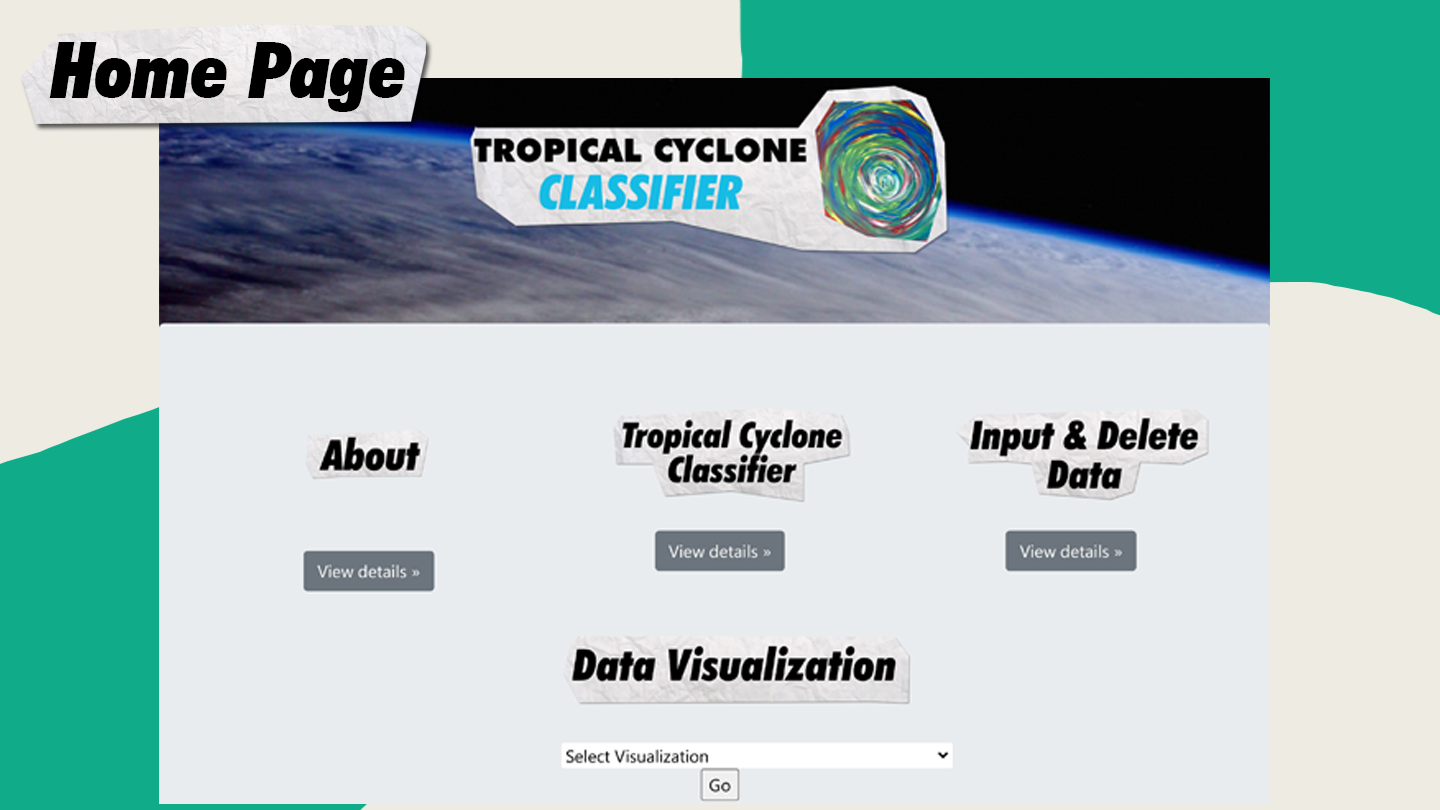 Home Page
TROPICAL CYCLONE
CLASSIFIER
About
View details »
Tropical Cyclone
Classifier
View details »
Input & Delete
Data
View details »
Data Visualization
Select Visualization
Go